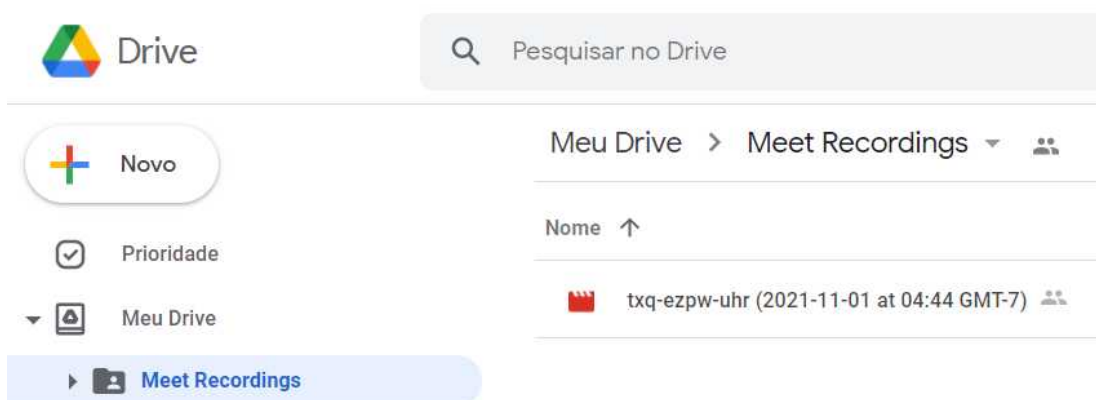 Drive
Pesquisar no Drive
Novo
Meu Drive > Meet Recordings
Nome
Prioridade
txq-ezpw-uhr (2021-11-01 at 04:44 GMT-7)
Meu Drive
Meet Recordings